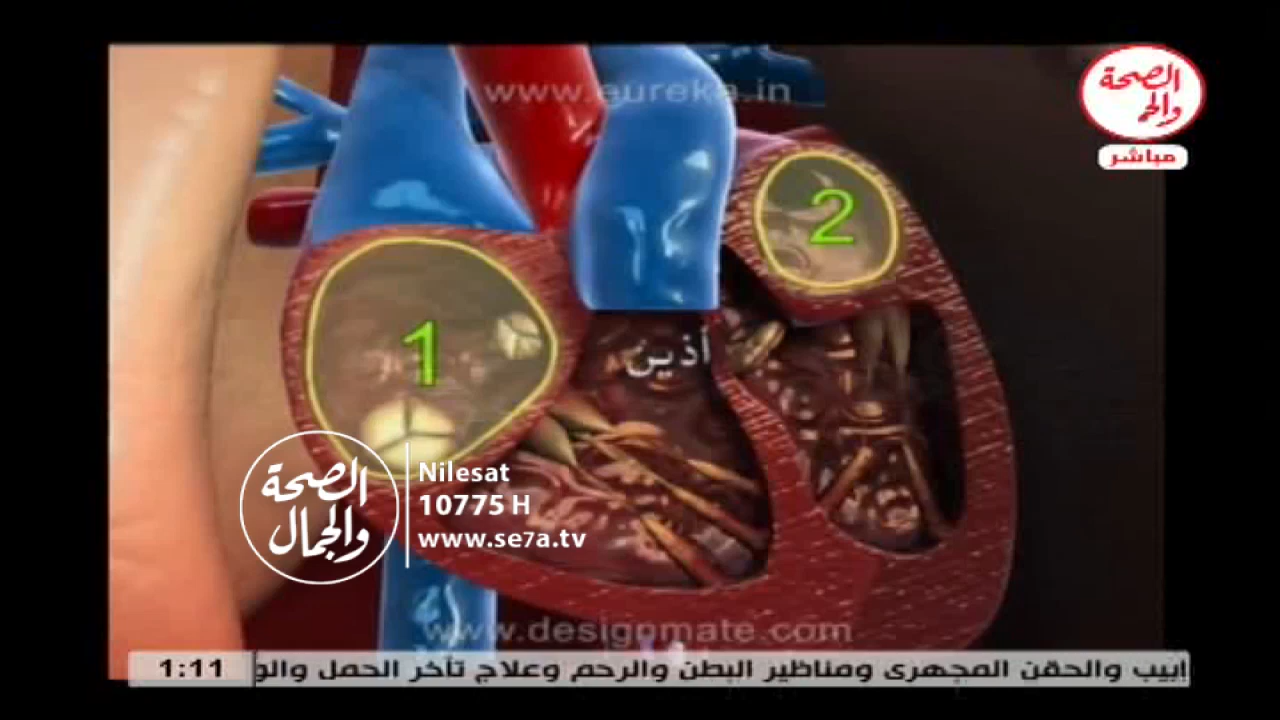 www.eureka.in
الصحة
والجمال
مباشر
1
2
أذين
الصحة
والجمال
Nilesat
10775 H
www.se7a.tv
www.designmate.com
1:11
ابيب والحقن المجهرى ومناظير البطن والرحم وعلاج تأخر الحمل والو